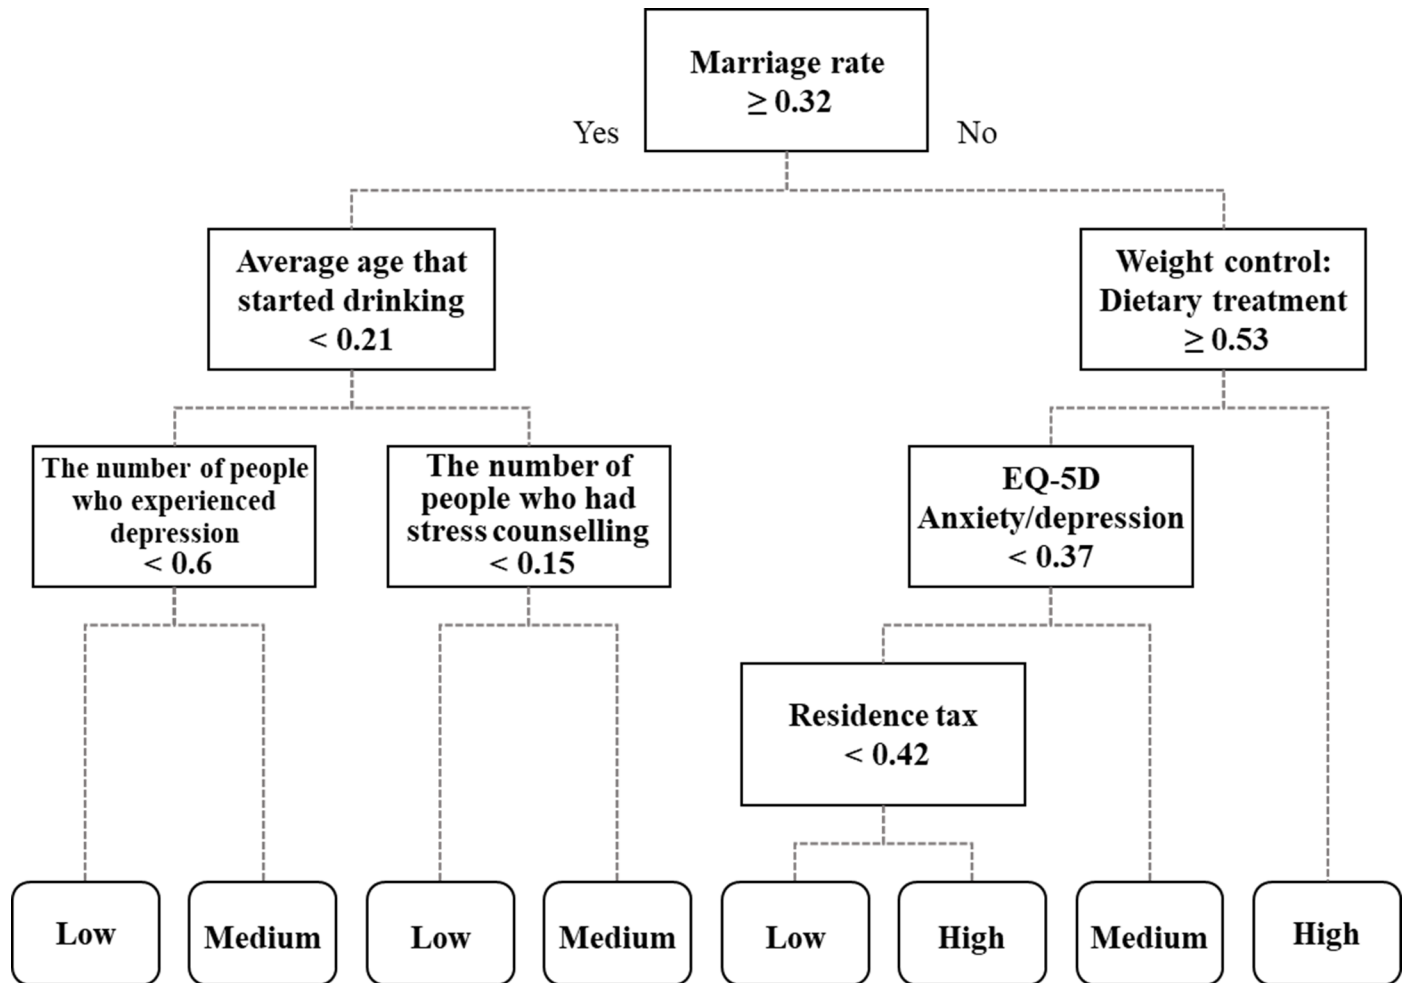 Marriage rate
≥ 0.32
Yes
No
Average age that
started drinking
< 0.21
Weight control:
Dietary treatment
≥ 0.53
The number of people
who experienced
depression
< 0.6
The number of
people who had
stress counselling
< 0.15
EQ-5D
Anxiety/depression
< 0.37
Residence tax
< 0.42
Low
Medium
Low
Medium
Low
High
Medium
High